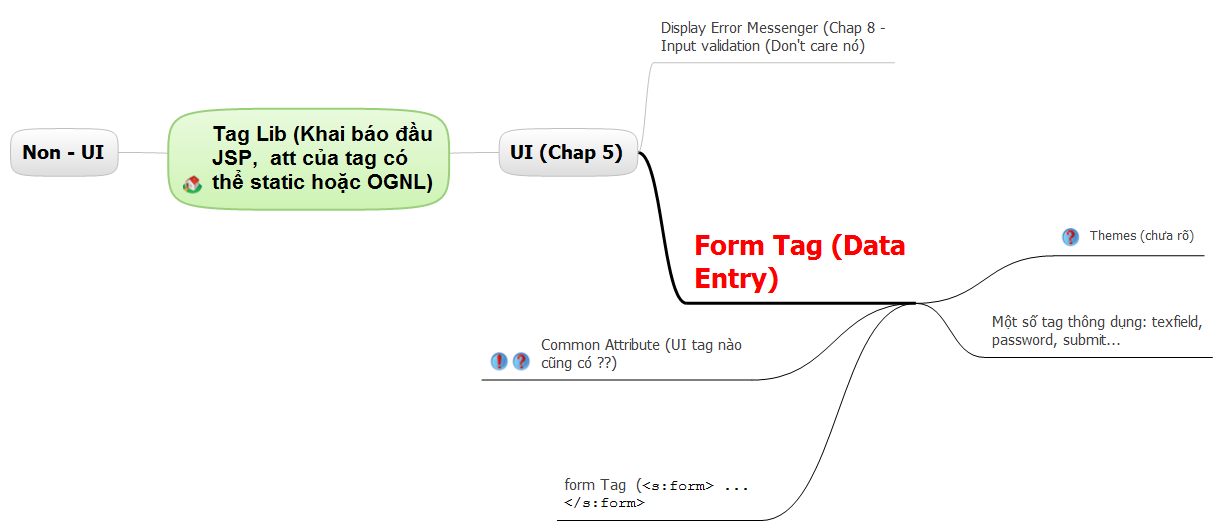 Display Error Messenger (Chap 8 -
Input validation (Don't care nó)
Non - UI
Tag Lib (Khai báo đầu
JSP, att của tag có
thể static hoặc OGNL)
UI (Chap 5)
Form Tag (Data
Entry)
Themes (chưa rõ)
Một số tag thông dụng: texfield,
password, submit...
Common Attribute (UI tag nào
cũng có ??)
form Tag (<s:form> ...
</s:form>